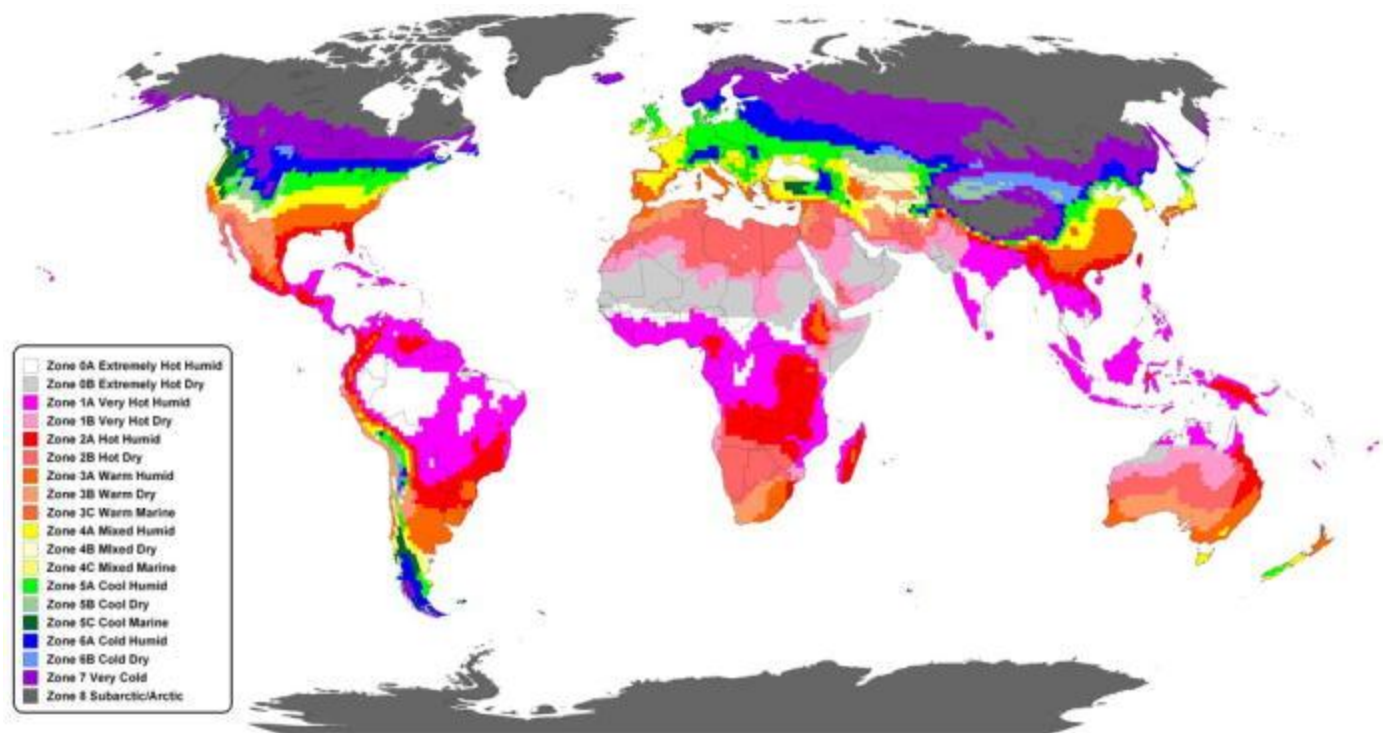 Zone 0A Extremely Hot Humid
Zone 0B Extremely Hot Dry
Zone 1A Very Hot Humid
Zone 1B Very Hot Dry
Zone 2A Hot Humid
Zone 2B Hot Dry
Zone 3A Warm Humid
Zone 3B Warm Dry
Zone 3C Warm Marine
Zone 4A Mixed Humid
Zone 4B Mixed Dry
Zone 4C Mixed Marine
Zone 5A Cool Humid
Zone 5B Cool Dry
Zone 5C Cool Marine
Zone 6A Cold Humid
Zone 6B Cold Dry
Zone 7 Very Cold
Zone 8 Subarctic/Arctic